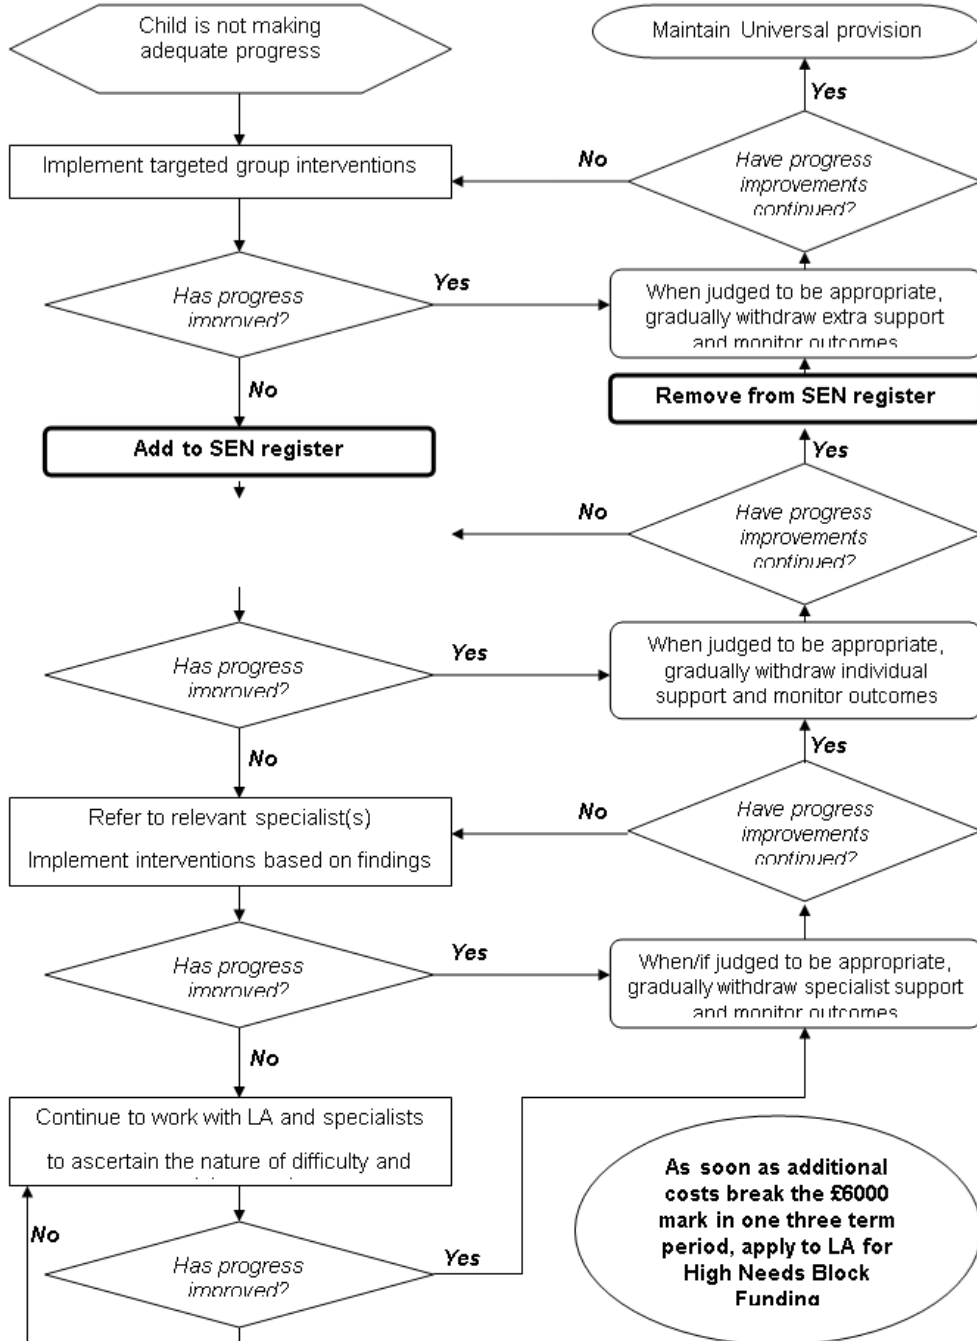 Child is not making
adequate progress
Maintain Universal provision
Yes
Implement targeted group interventions
No
Have progress
improvements
continued?
Has progress
improved?
Yes
When judged to be appropriate,
gradually withdraw extra support
and monitor outcomes
No
Remove from SEN register
Add to SEN register
Yes
No
Have progress
improvements
continued?
Has progress
improved?
Yes
When judged to be appropriate,
gradually withdraw individual
support and monitor outcomes
No
Yes
Refer to relevant specialist(s)
Implement interventions based on findings
No
Have progress
improvements
continued?
Has progress
improved?
Yes
When/if judged to be appropriate,
gradually withdraw specialist support
and monitor outcomes
No
Continue to work with LA and specialists
to ascertain the nature of difficulty and
No
Has progress
improved?
Yes
As soon as additional
costs break the £6000
mark in one three term
period, apply to LA for
High Needs Block
Funding